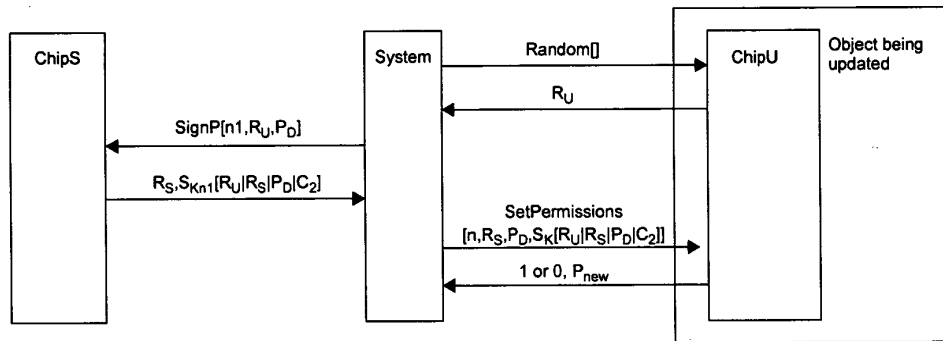 ChipS
System
Random[]
ChipU
Object being
updated
R_U
SignP[n1,R_U,P_D]
R_S,S_Kn1[R_U|R_S|P_D|C_2]
SetPermissions
[n,R_S,P_D,S_K[R_U|R_S|P_D|C_2]]
1 or 0, P_new